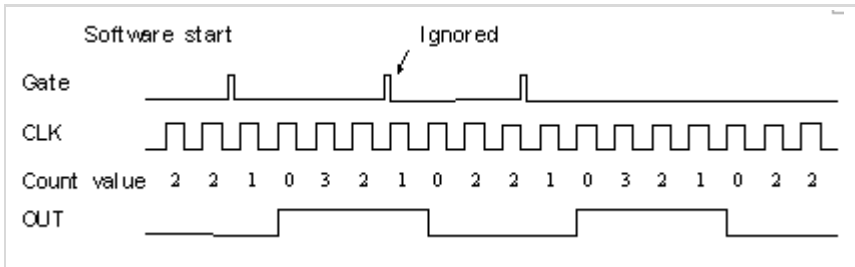 Software start Ignored
Gate
CLK
Count value 2 2 1 0 3 2 1 0 2 2 1 0 3 2 1 0 2 2
OUT